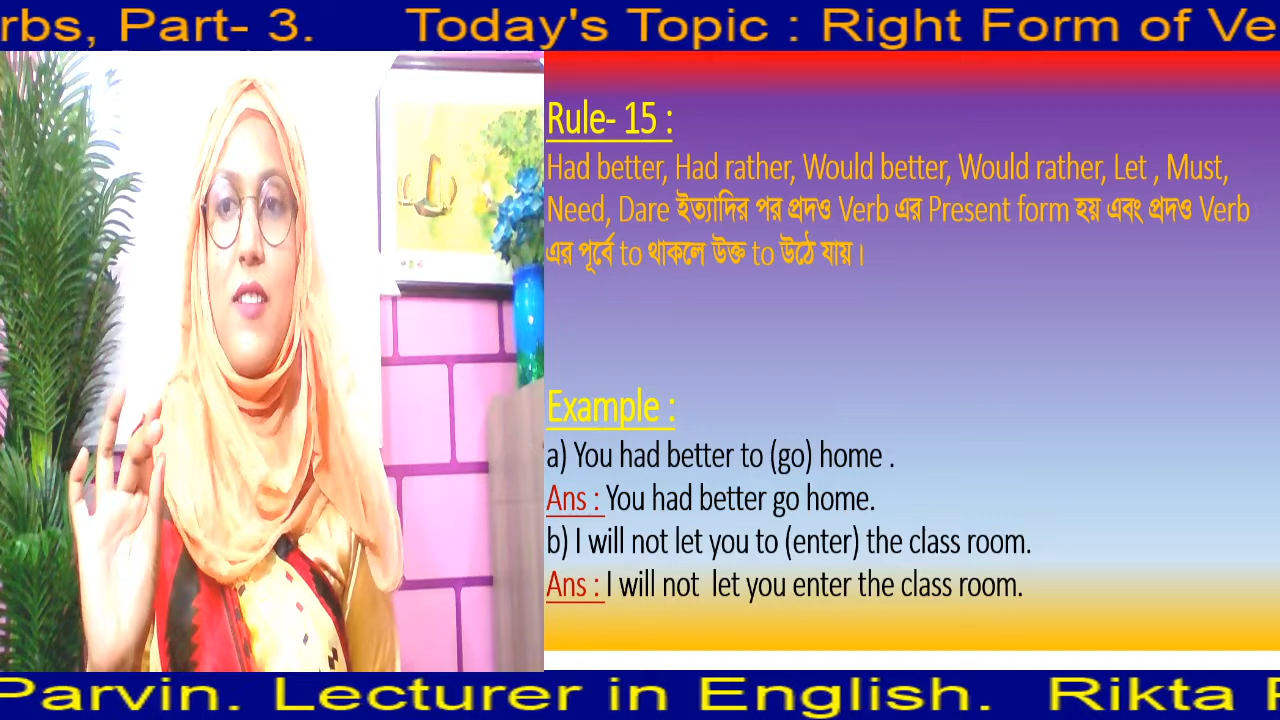 rbs, Part- 3. Today's Topic : Right Form of Ve
Rule- 15 :
Had better, Had rather, Would better, Would rather, Let , Must,
Need, Dare ইত্যাদির পর প্রদও Verb এর Present form হয় এবং প্রদও Verb
এর পূর্বে to থাকলে উক্ত to উঠে যায়।
Example :
a) You had better to (go) home .
Ans : You had better go home.
b) I will not let you to (enter) the class room.
Ans : I will not let you enter the class room.
Parvin. Lecturer in English. Rikta